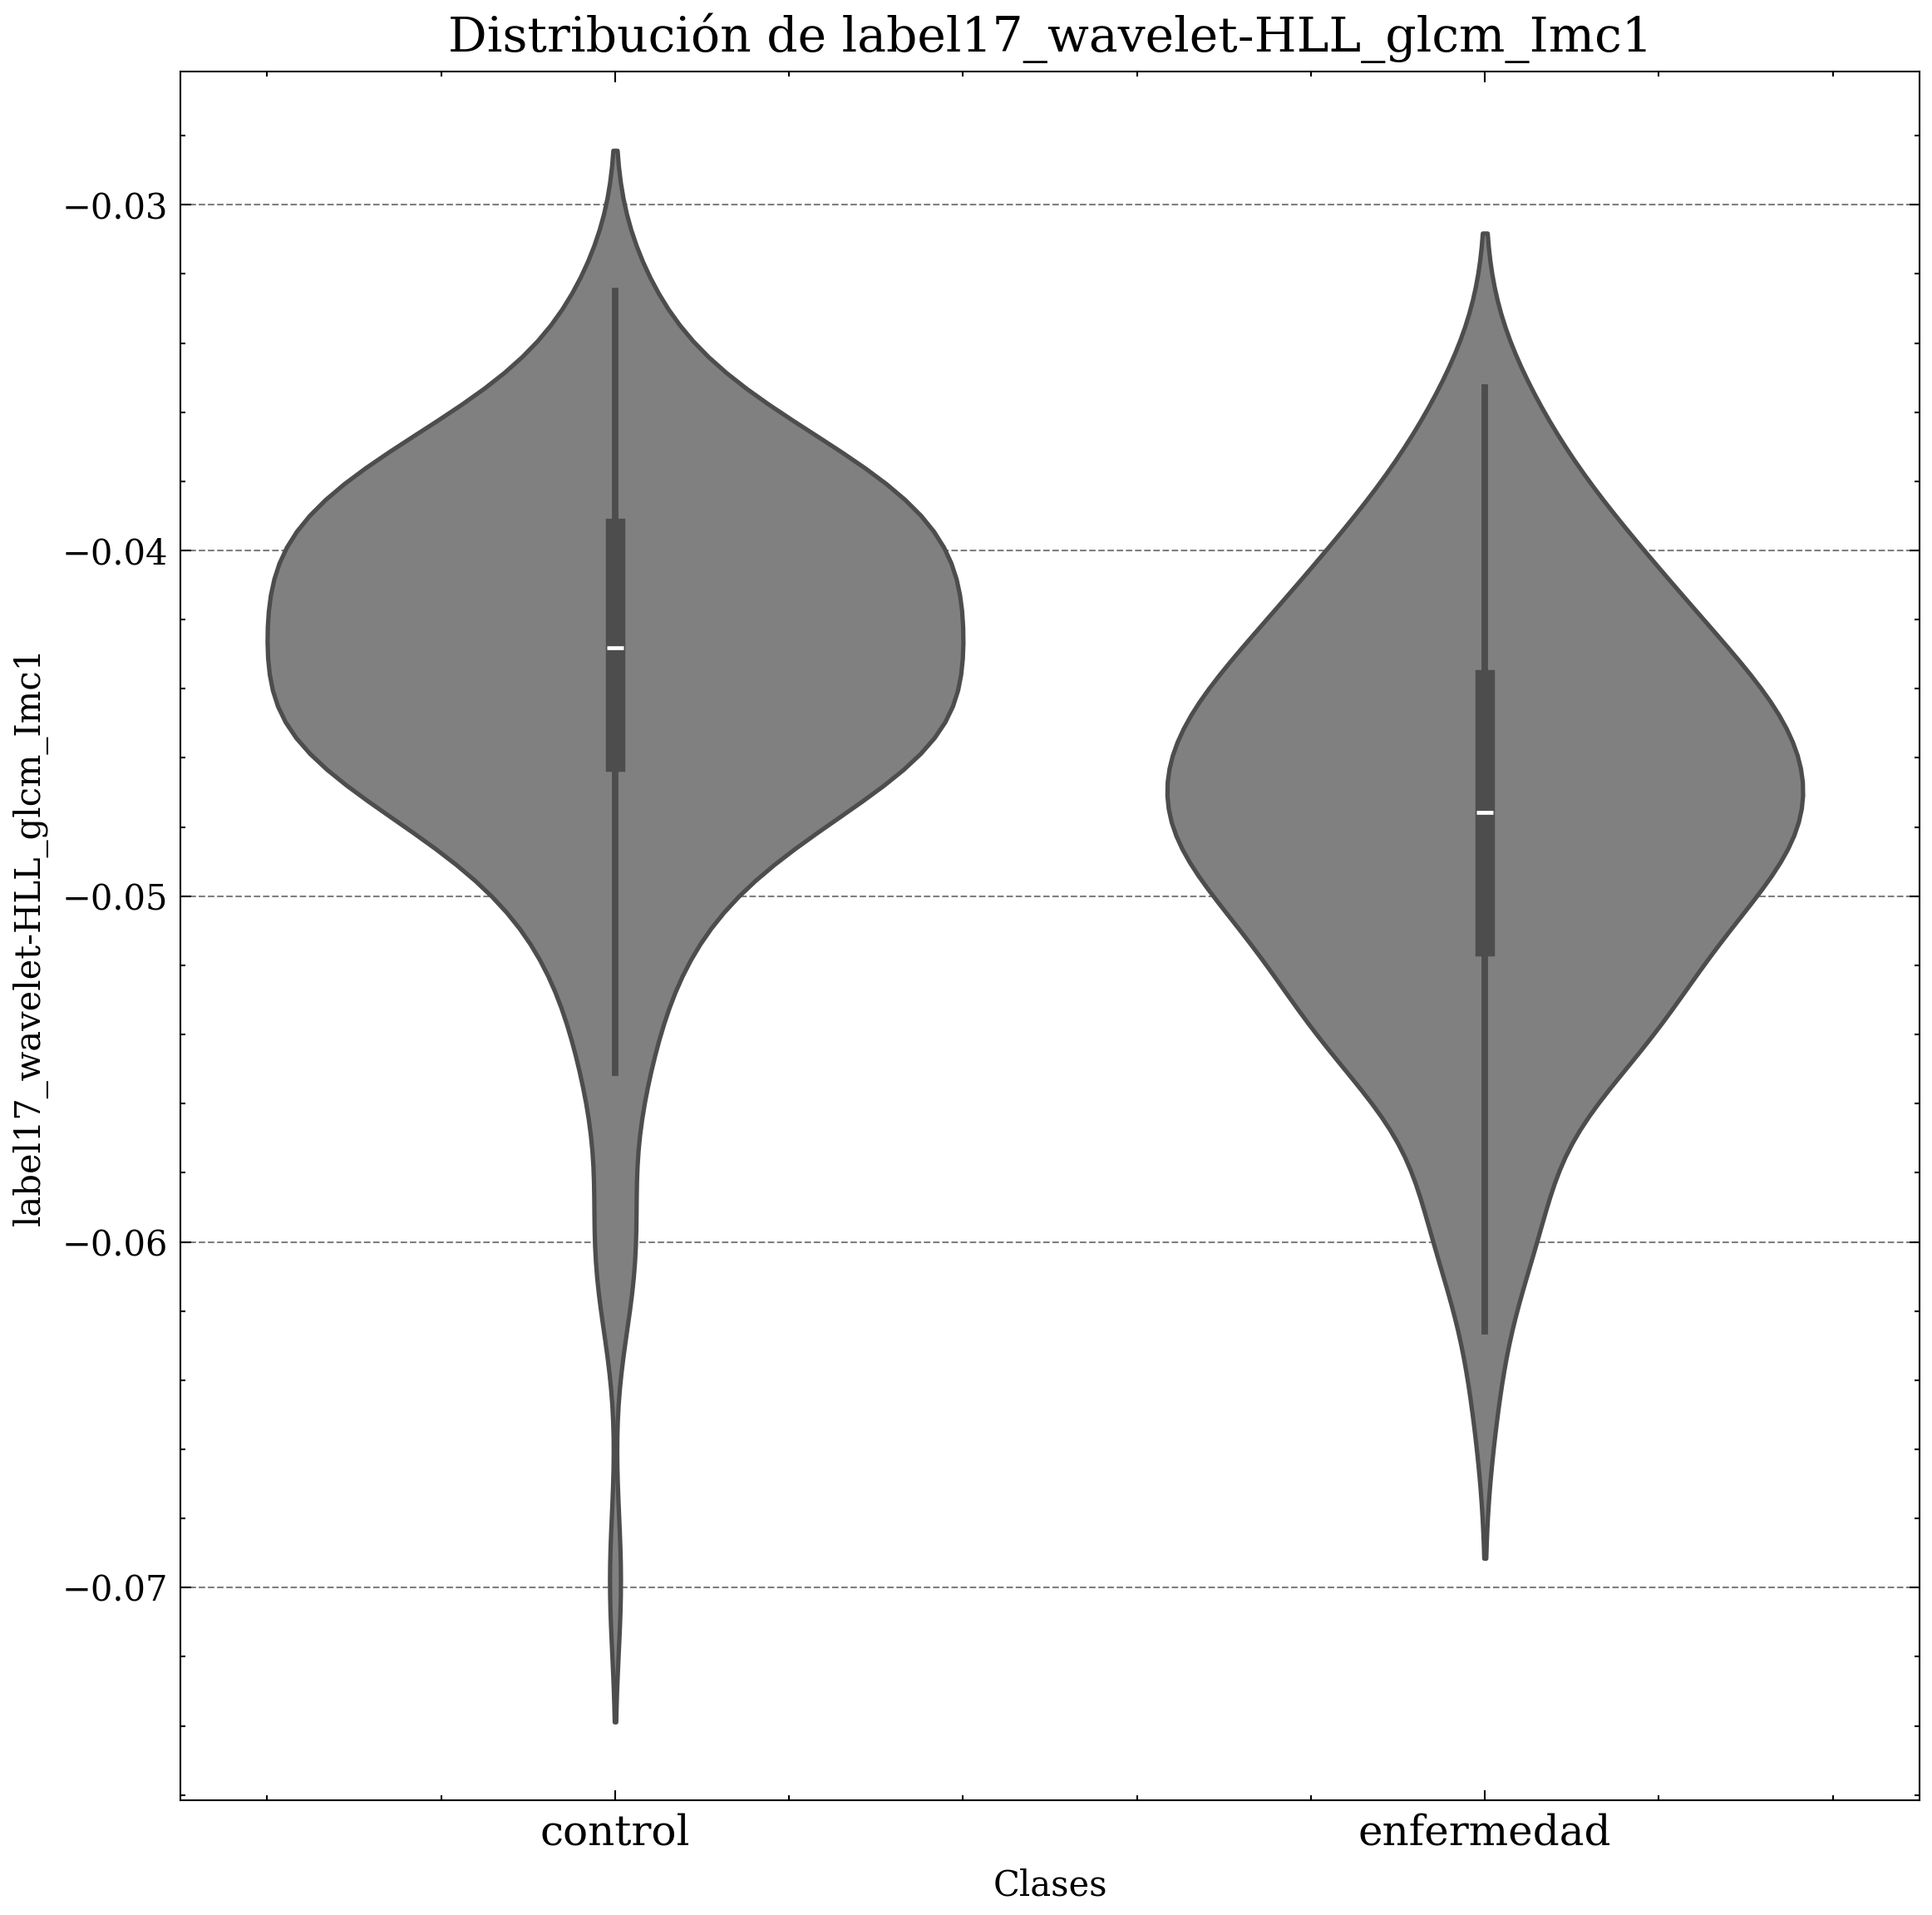 Distribución de label17_wavelet-HLL_glcm_Imc1
label17_wavelet-HLL_glcm_Imc1
−0.03
−0.04
−0.05
−0.06
−0.07
control
enfermedad
Clases